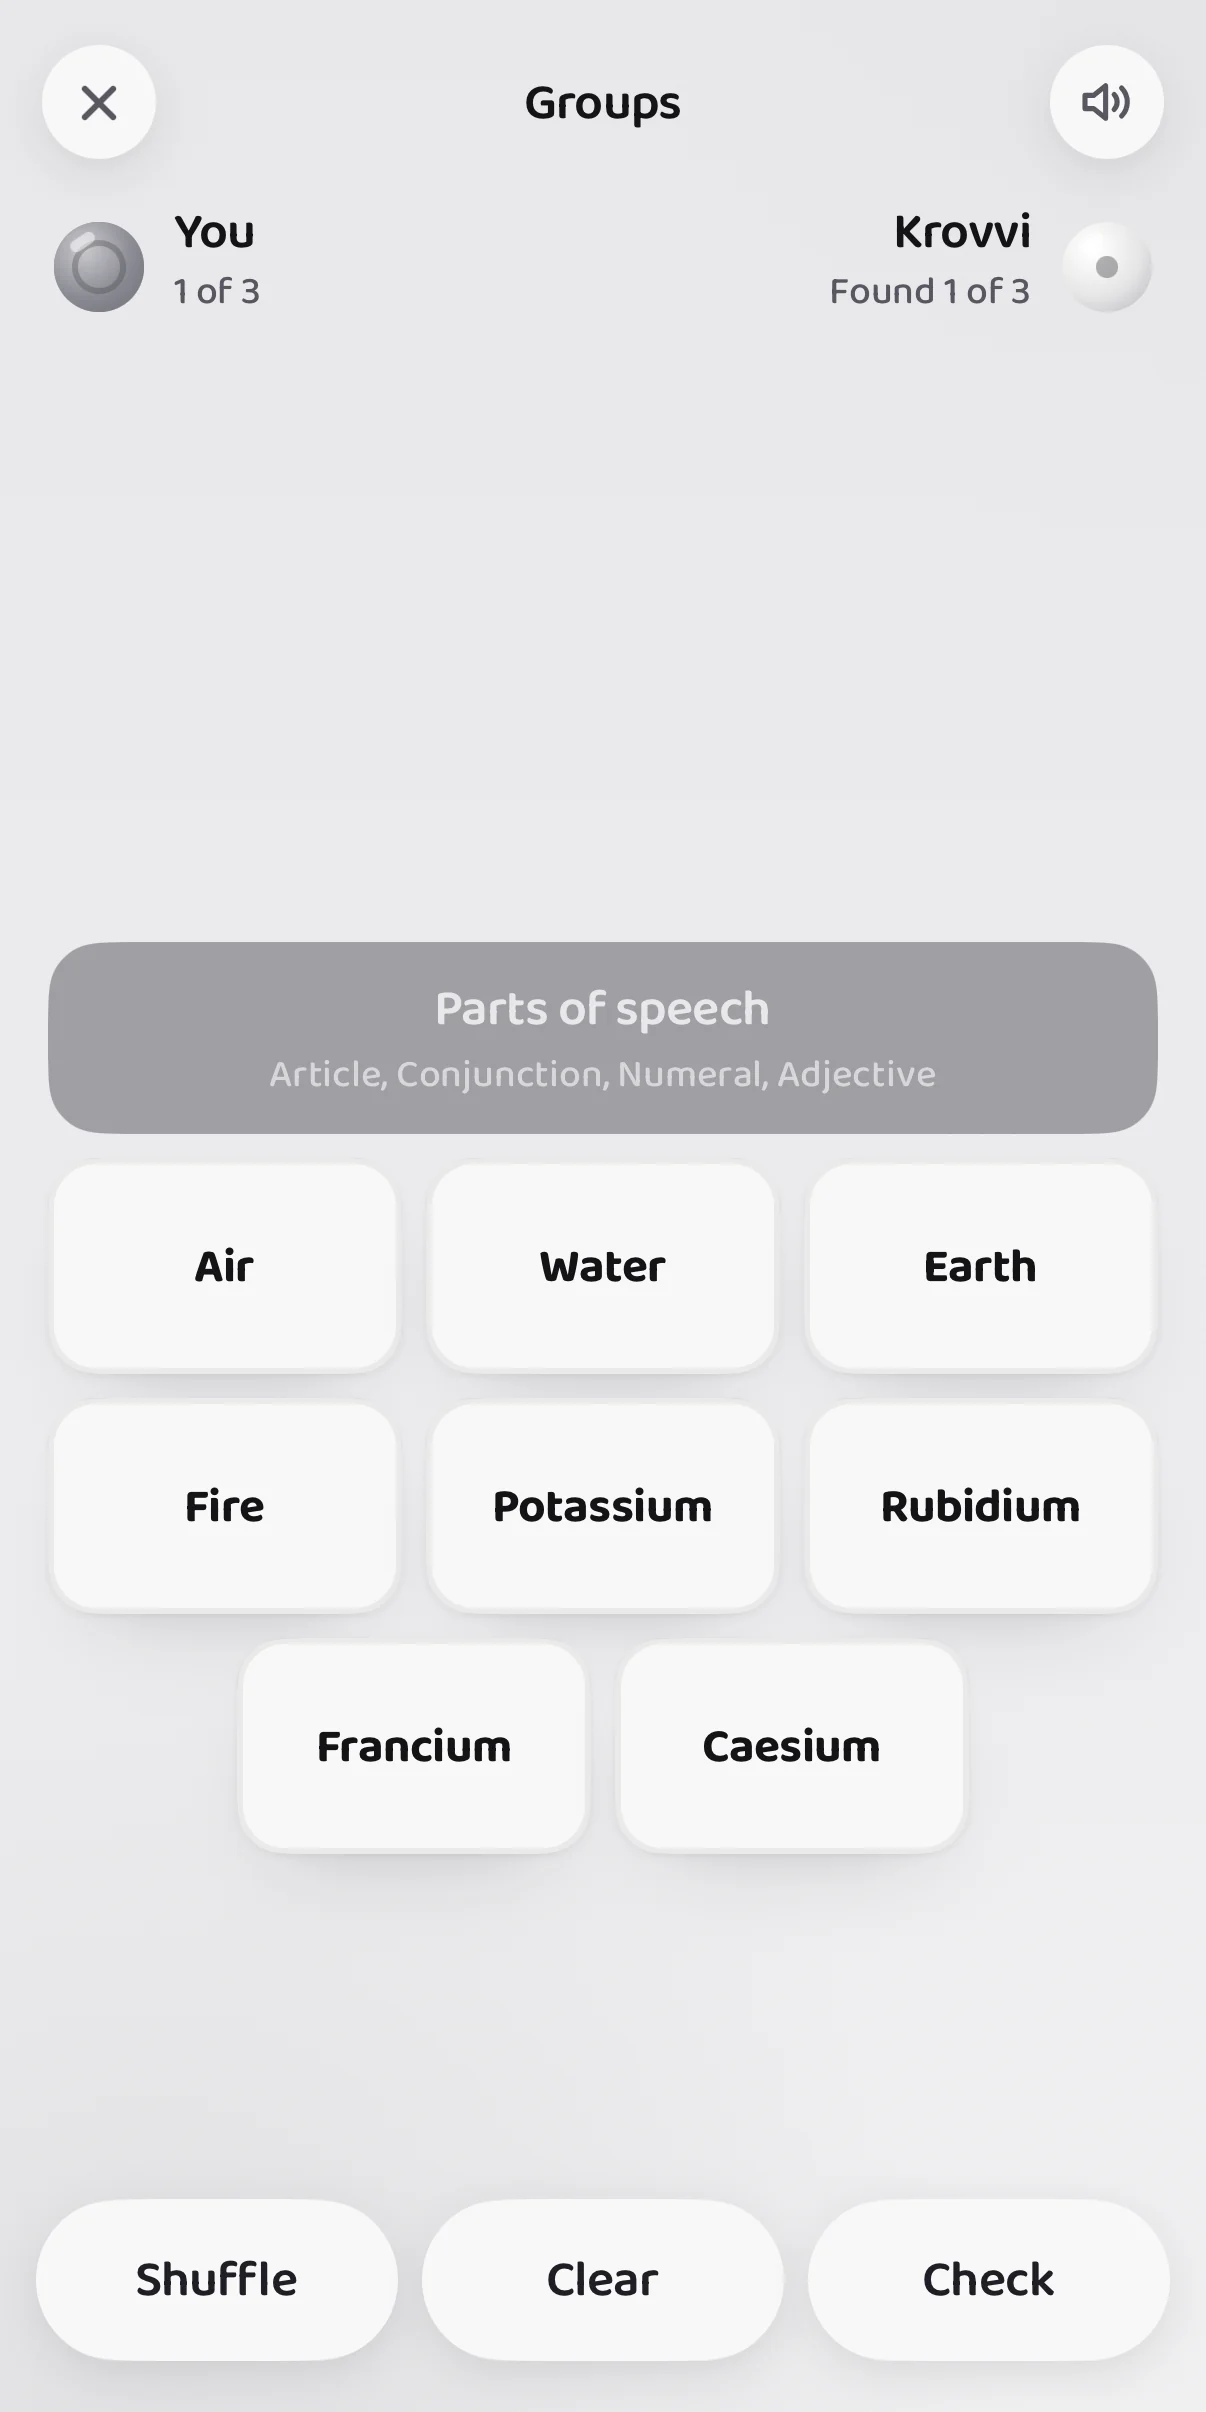 Groups
You
1 of 3
Krovvi
Found 1 of 3
Parts of speech
Article, Conjunction, Numeral, Adjective
Air
Water
Earth
Fire
Potassium
Rubidium
Francium
Caesium
Shuffle
Clear
Check